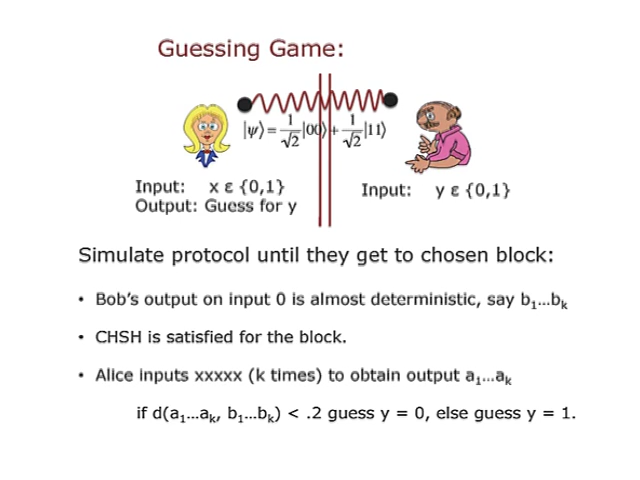 Guessing Game:
|ψ⟩ = 1/√2 |00⟩ + 1/√2 |11⟩
Input: x ε {0,1}
Output: Guess for y
Input: y ε {0,1}
Simulate protocol until they get to chosen block:
• Bob's output on input 0 is almost deterministic, say b₁…bₖ
• CHSH is satisfied for the block.
• Alice inputs xxxxx (k times) to obtain output a₁…aₖ
if d(a₁…aₖ, b₁…bₖ) < .2 guess y = 0, else guess y = 1.